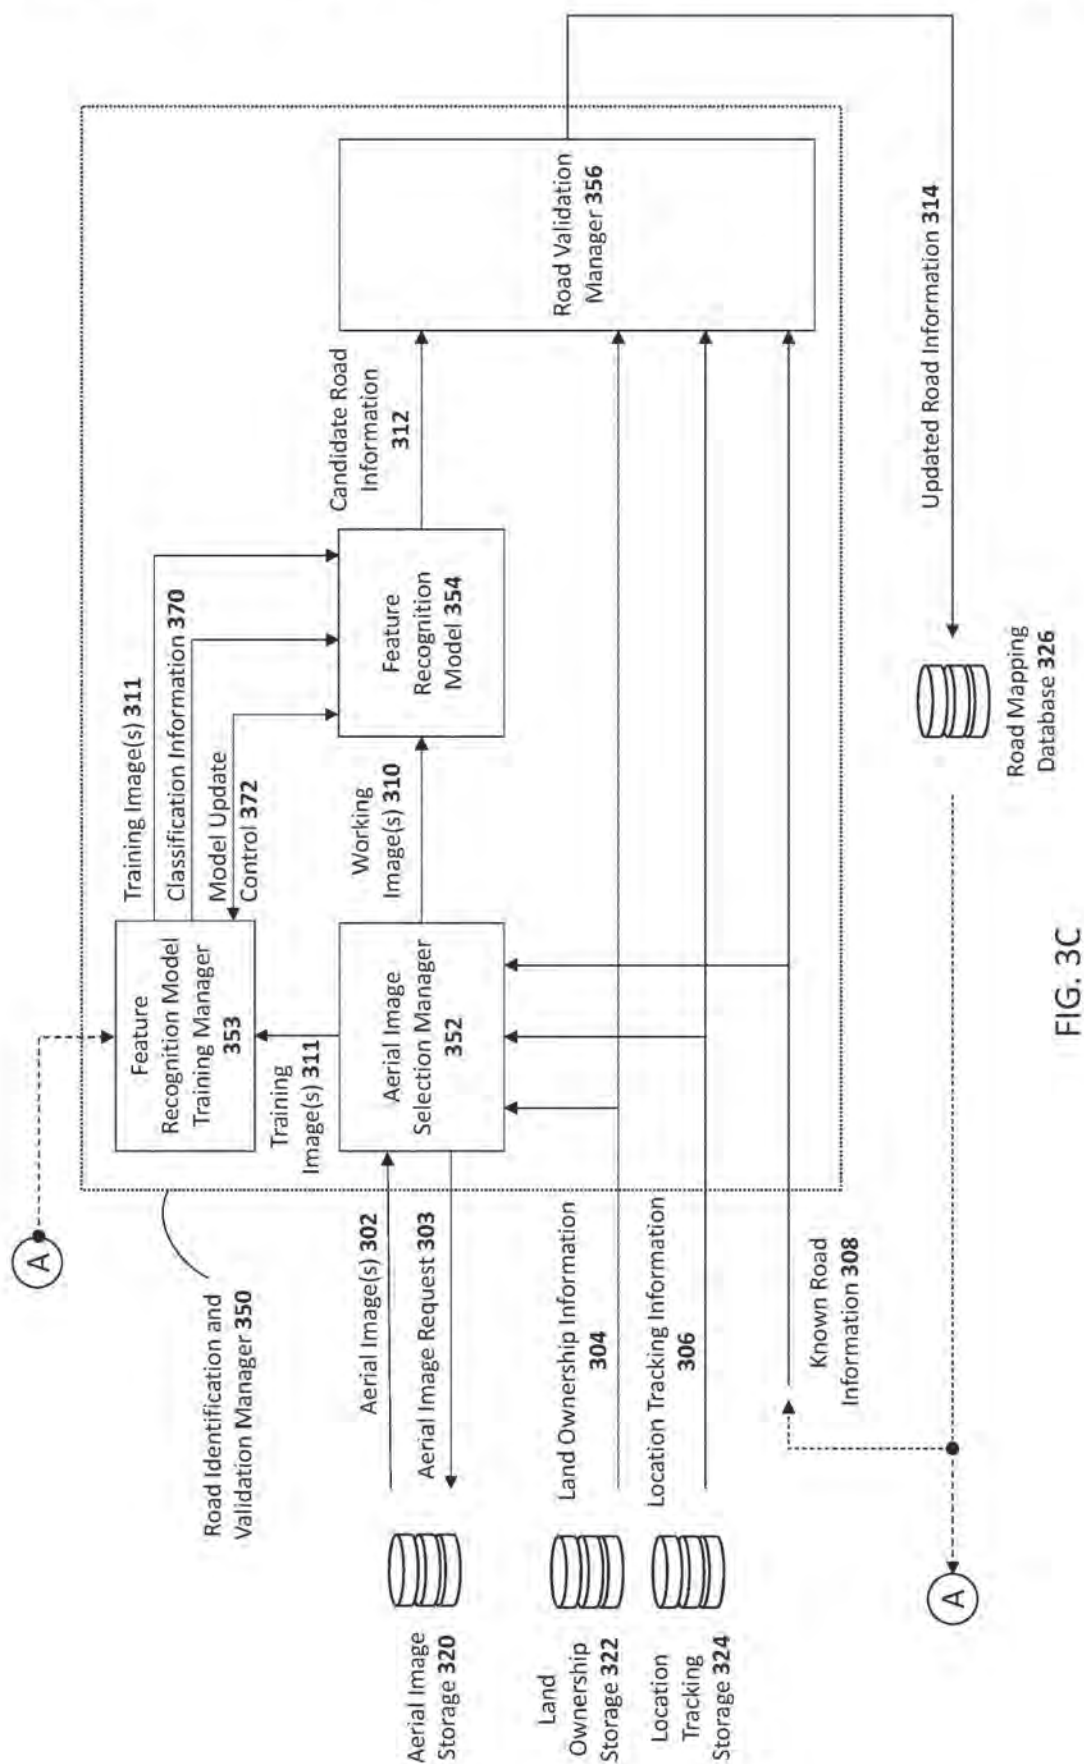 A
Road Identification and
Validation Manager 350
Feature
Recognition Model
Training Manager
353
Training Image(s) 311
Classification Information 370
Model Update
Control 372
Training
Image(s) 311
Aerial Image
Storage 320
Aerial Image(s) 302
Aerial Image Request 303
Aerial Image
Selection Manager
352
Working
Image(s) 310
Feature
Recognition
Model 354
Candidate Road
Information
312
Road Validation
Manager 356
Land
Ownership
Storage 322
Land Ownership Information
304
Location
Tracking
Storage 324
Location Tracking Information
306
Known Road
Information 308
Updated Road Information 314
A
Road Mapping
Database 326
FIG. 3C